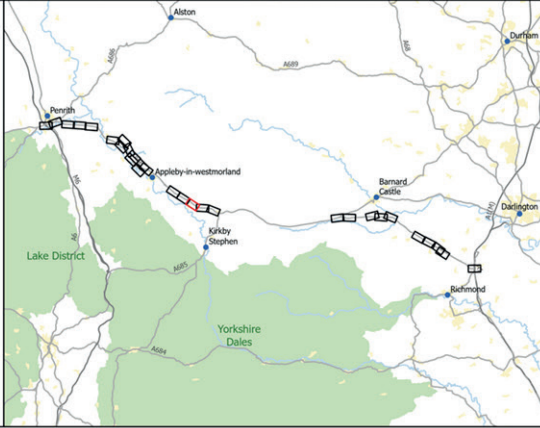 Alston
Durham
A686
A68
A689
Penrith
Appleby-in-westmorland
Barnard
Castle
Darlington
A1(M)
M6
A6
Kirkby
Stephen
Lake District
A685
Richmond
Yorkshire
Dales
A684